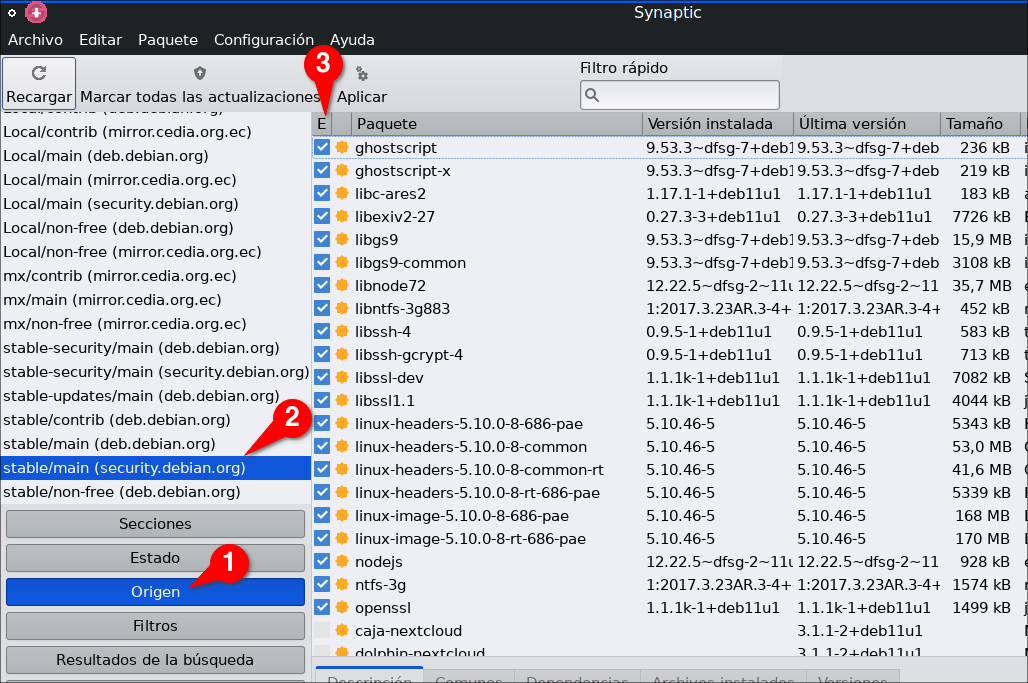 Synaptic
Archivo Editar Paquete Configuración Ayuda
Recargar Marcar todas las actualizaciones Aplicar
Filtro rápido
3
E Paquete Versión instalada Última versión Tamaño
Local/contrib (mirror.cedia.org.ec)
Local/main (deb.debian.org)
Local/main (mirror.cedia.org.ec)
Local/main (security.debian.org)
Local/non-free (deb.debian.org)
Local/non-free (mirror.cedia.org.ec)
mx/contrib (mirror.cedia.org.ec)
mx/main (mirror.cedia.org.ec)
mx/non-free (mirror.cedia.org.ec)
stable-security/main (deb.debian.org)
stable-security/main (security.debian.org)
stable-updates/main (deb.debian.org)
stable/contrib (deb.debian.org)
stable/main (deb.debian.org)
stable/main (security.debian.org)
stable/non-free (deb.debian.org)
2
Secciones
Estado
Origen
1
Filtros
Resultados de la búsqueda
ghostscript 9.53.3~dfsg-7+deb1 9.53.3~dfsg-7+deb 236 kB
ghostscript-x 9.53.3~dfsg-7+deb1 9.53.3~dfsg-7+deb 219 kB
libc-ares2 1.17.1-1+deb11u1 1.17.1-1+deb11u1 183 kB
libexiv2-27 0.27.3-3+deb11u1 0.27.3-3+deb11u1 7726 kB
libgs9 9.53.3~dfsg-7+deb1 9.53.3~dfsg-7+deb 15,9 MB
libgs9-common 9.53.3~dfsg-7+deb1 9.53.3~dfsg-7+deb 3108 kB
libnode72 12.22.5~dfsg-2~11u 12.22.5~dfsg-2~11 35,7 MB
libntfs-3g883 1:2017.3.23AR.3-4+ 1:2017.3.23AR.3-4+ 452 kB
libssh-4 0.9.5-1+deb11u1 0.9.5-1+deb11u1 583 kB
libssh-gcrypt-4 0.9.5-1+deb11u1 0.9.5-1+deb11u1 713 kB
libssl-dev 1.1.1k-1+deb11u1 1.1.1k-1+deb11u1 7082 kB
libssl1.1 1.1.1k-1+deb11u1 1.1.1k-1+deb11u1 4044 kB
linux-headers-5.10.0-8-686-pae 5.10.46-5 5.10.46-5 5343 kB
linux-headers-5.10.0-8-common 5.10.46-5 5.10.46-5 53,0 MB
linux-headers-5.10.0-8-common-rt 5.10.46-5 5.10.46-5 41,6 MB
linux-headers-5.10.0-8-rt-686-pae 5.10.46-5 5.10.46-5 5339 kB
linux-image-5.10.0-8-686-pae 5.10.46-5 5.10.46-5 168 MB
linux-image-5.10.0-8-rt-686-pae 5.10.46-5 5.10.46-5 170 MB
nodejs 12.22.5~dfsg-2~11u 12.22.5~dfsg-2~11 928 kB
ntfs-3g 1:2017.3.23AR.3-4+ 1:2017.3.23AR.3-4+ 1574 kB
openssl 1.1.1k-1+deb11u1 1.1.1k-1+deb11u1 1499 kB
caja-nextcloud 3.1.1-2+deb11u1
dolphin-nextcloud 3.1.1-2+deb11u1
Descripción Comunes Dependencias Archivos instalados Versiones